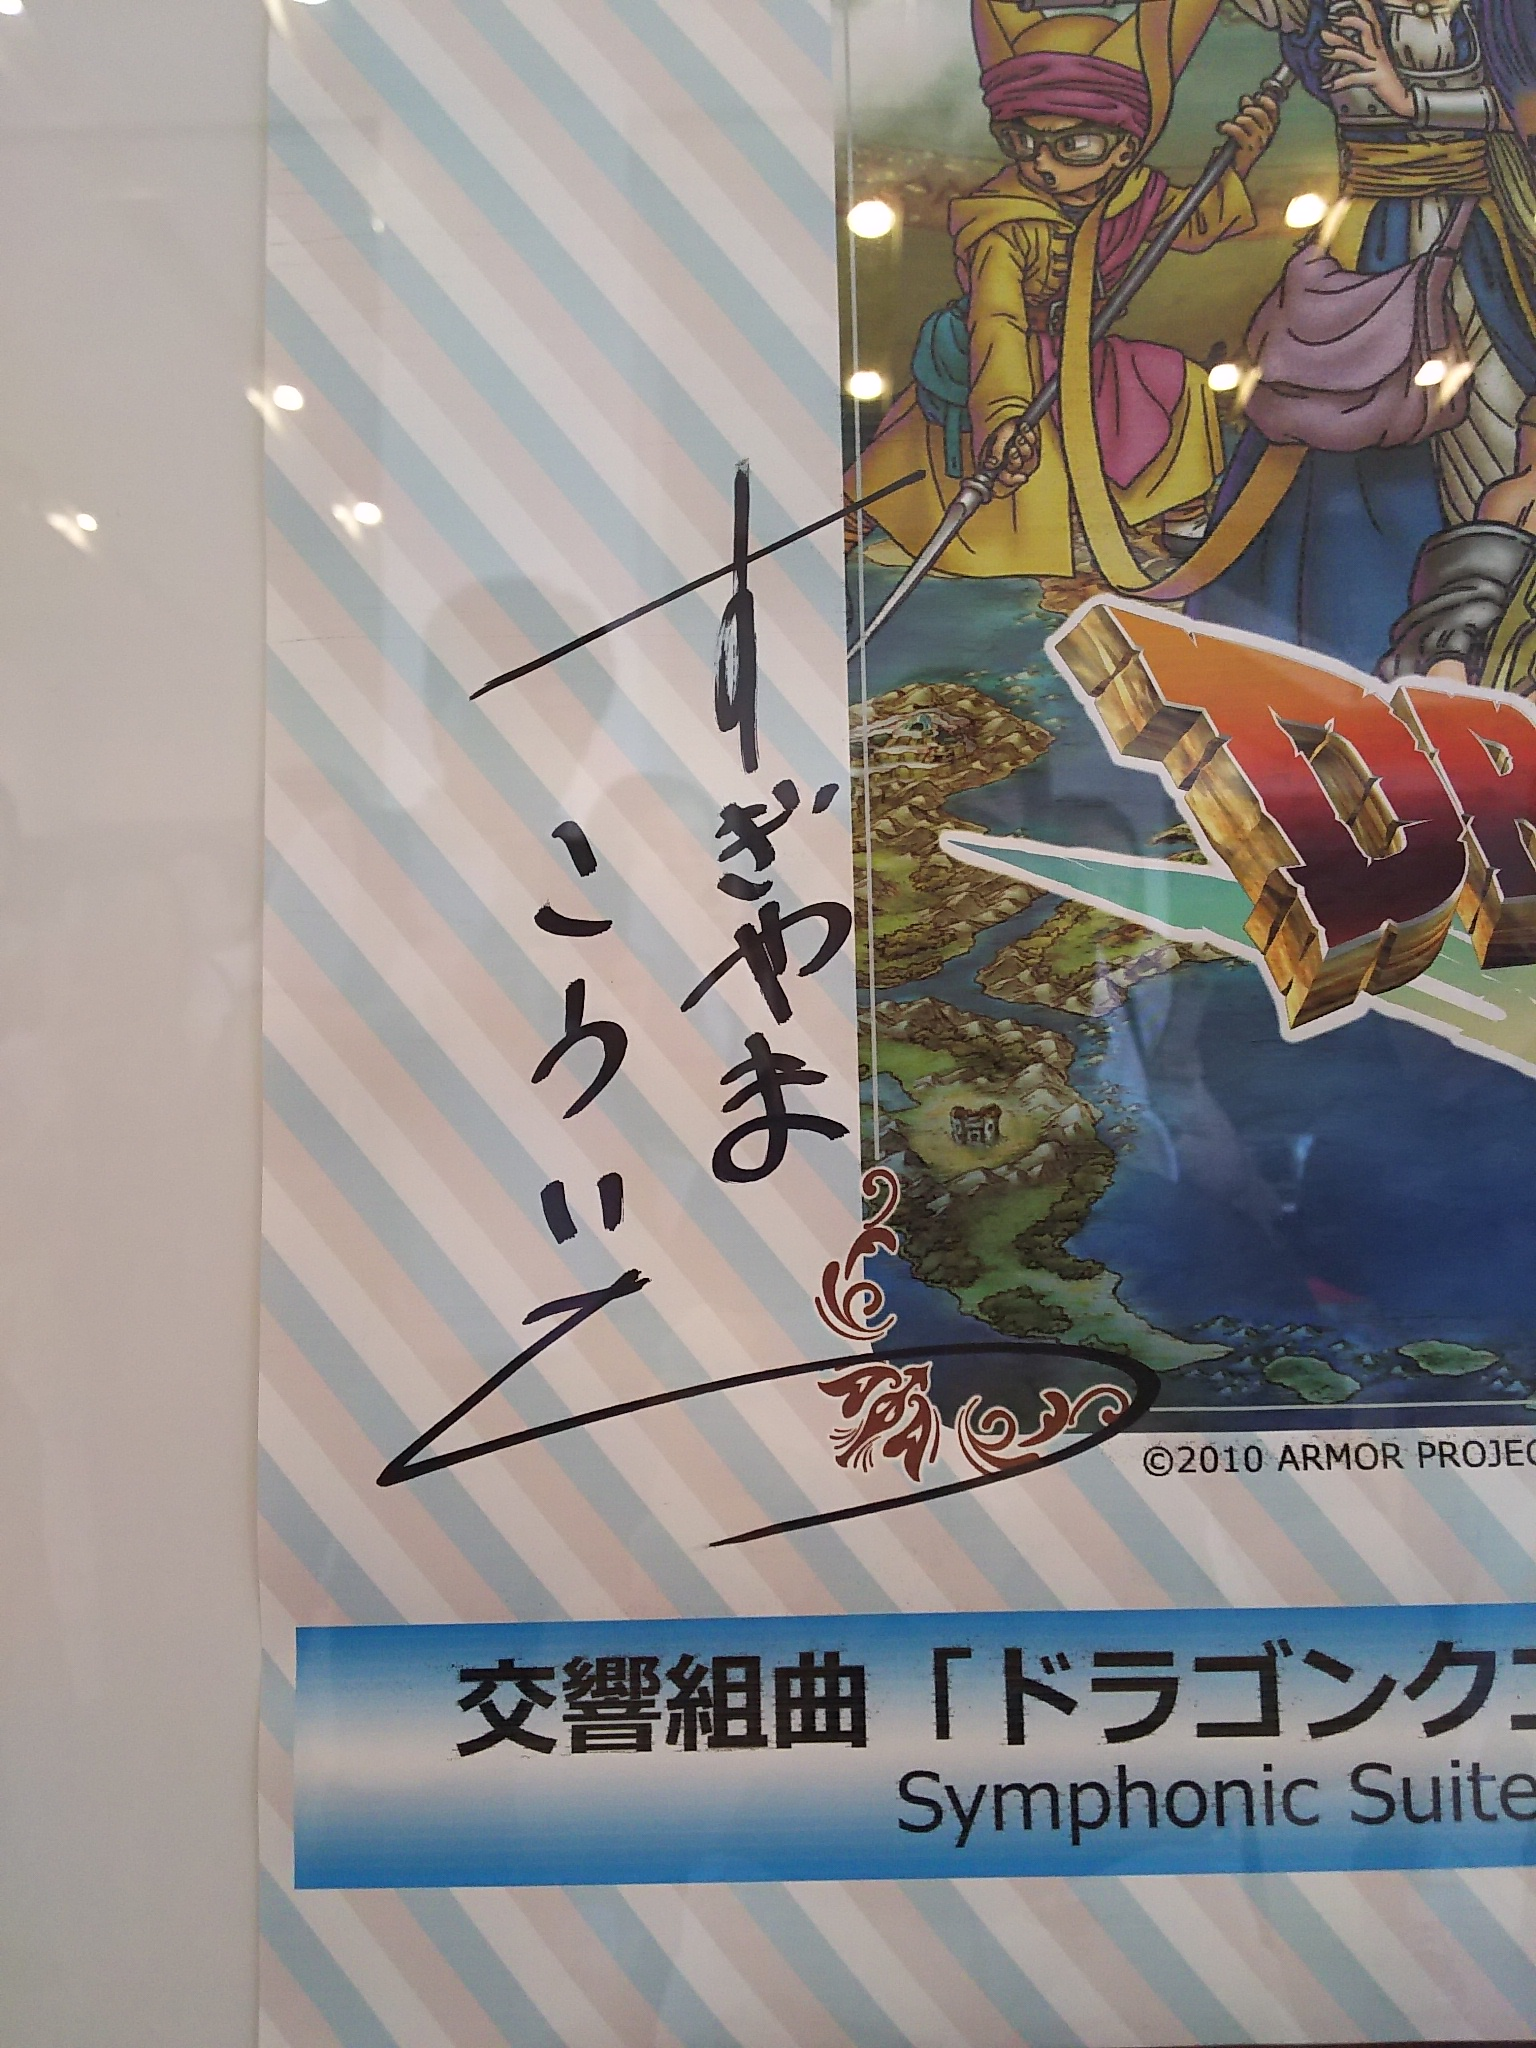 すぎやま
こういち
DR
©2010 ARMOR PROJEC
交響組曲「ドラゴンクエ
Symphonic Suite